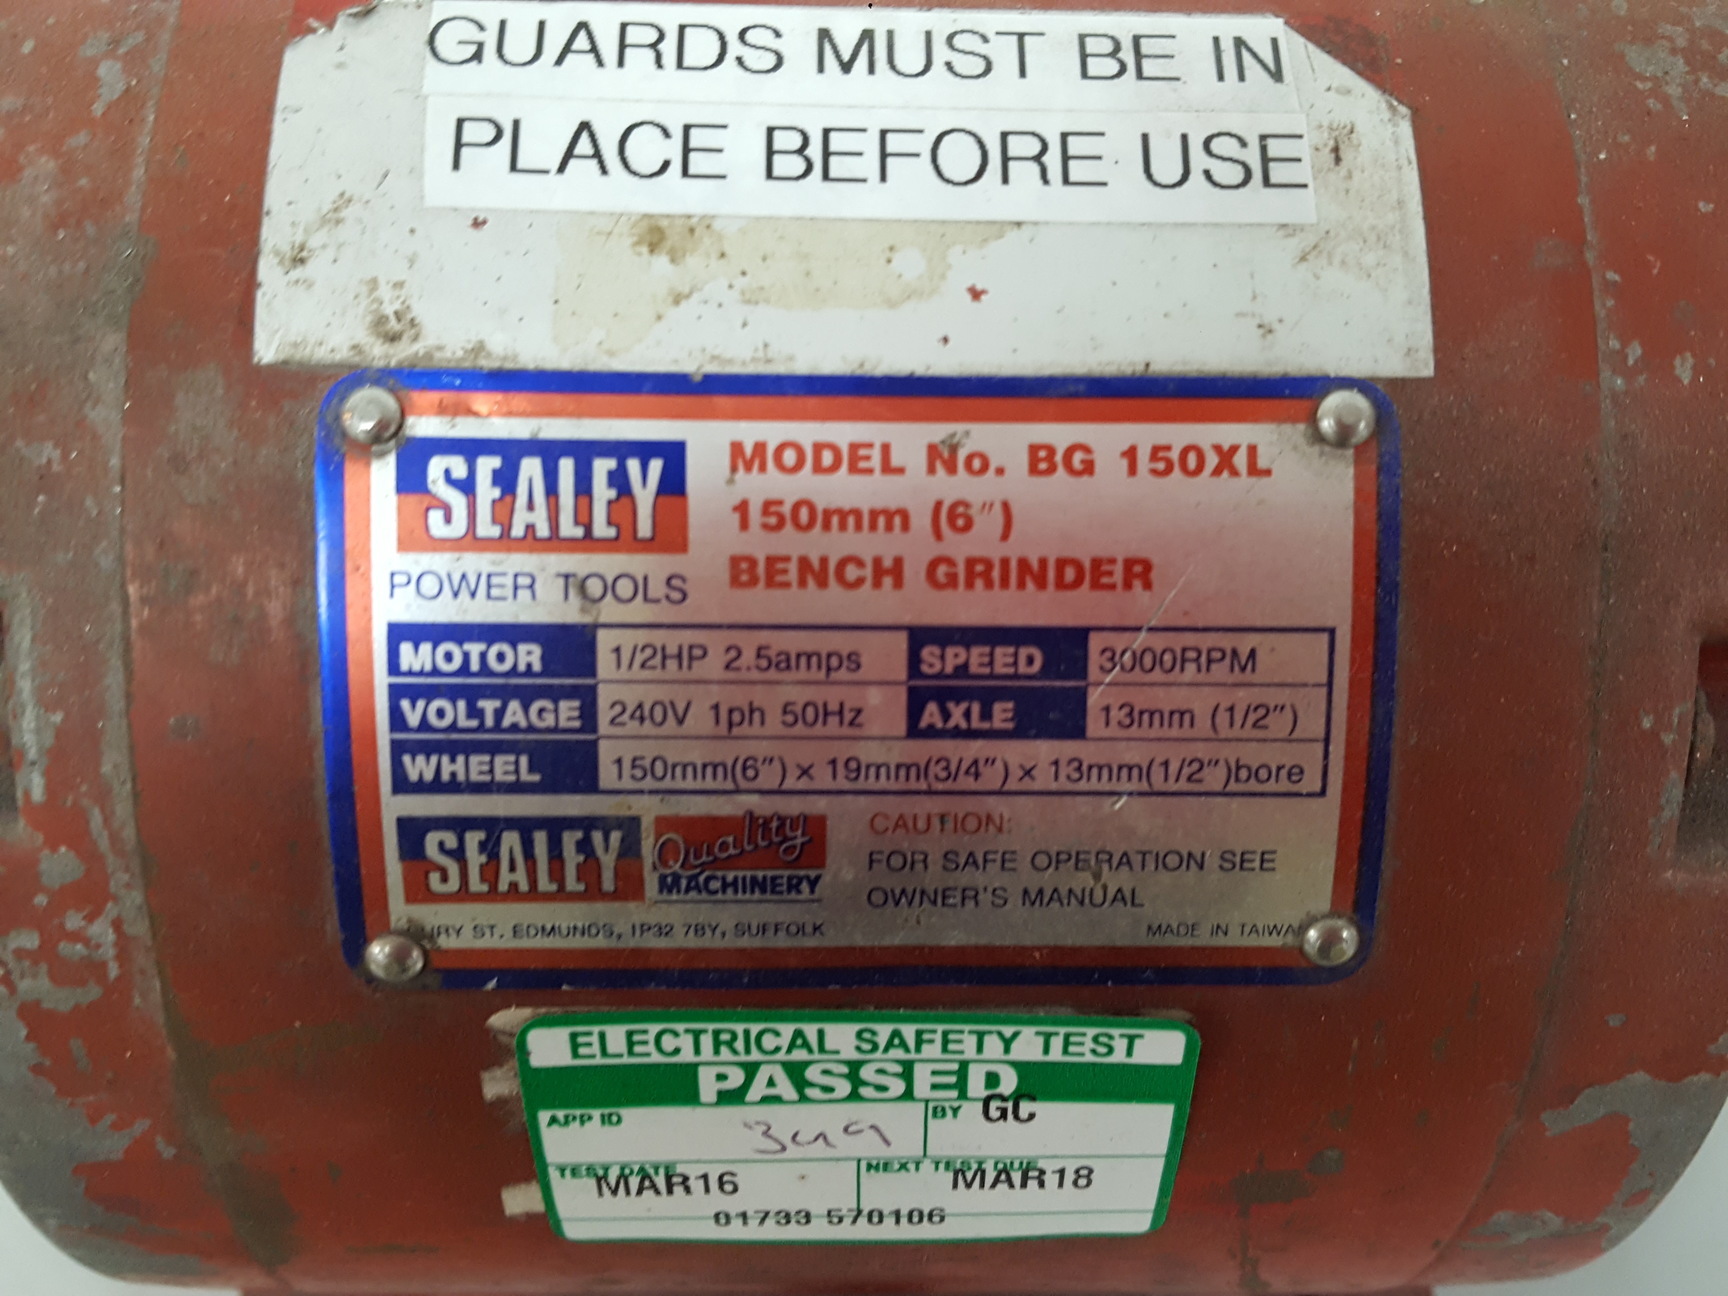 GUARDS MUST BE IN
PLACE BEFORE USE
SEALEY
POWER TOOLS
MODEL No. BG 150XL
150mm (6″)
BENCH GRINDER
MOTOR 1/2HP 2.5amps SPEED 3000RPM
VOLTAGE 240V 1ph 50Hz AXLE 13mm (1/2″)
WHEEL 150mm(6″) x 19mm(3/4″) x 13mm(1/2″)bore
SEALEY Quality MACHINERY
CAUTION:
FOR SAFE OPERATION SEE
OWNER'S MANUAL
ST. EDMUNDS, IP32 7BY, SUFFOLK
MADE IN TAIWAN
ELECTRICAL SAFETY TEST
PASSED
APP ID
BY GC
TEST DATE MAR16
NEXT TEST DUE MAR18
01733 570106